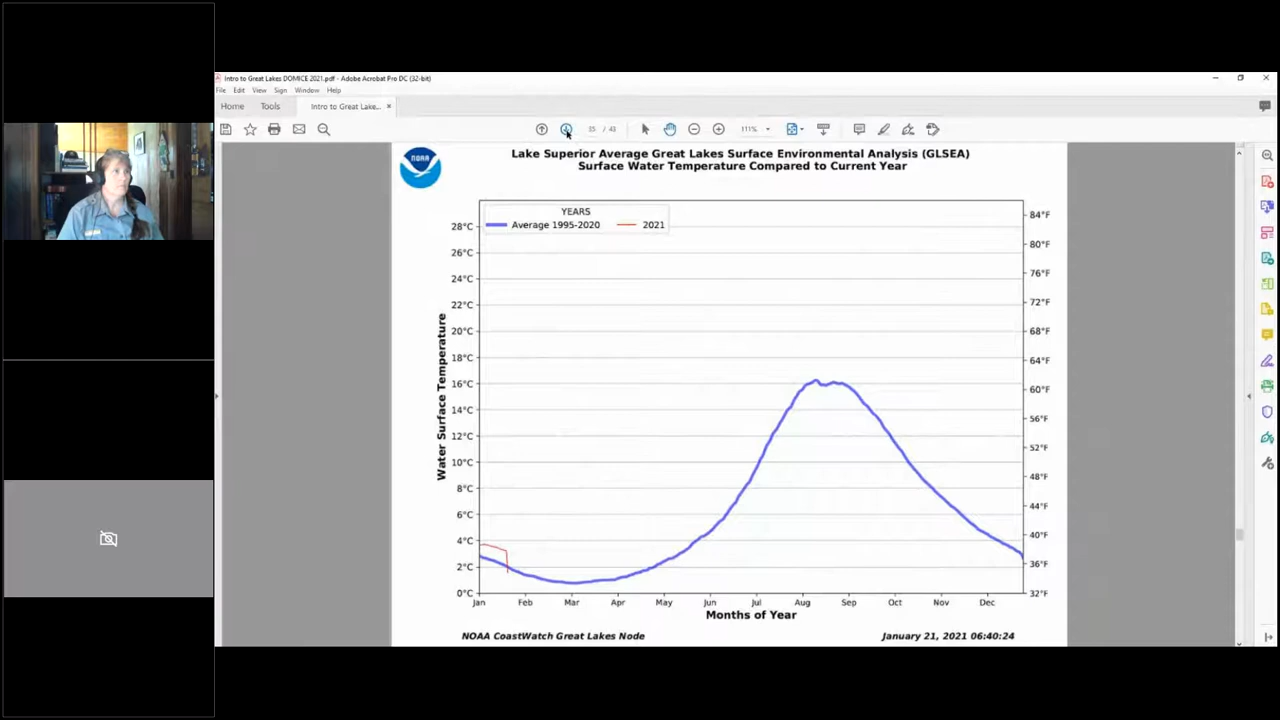 Intro to Great Lakes DOMICE 2021.pdf - Adobe Acrobat Pro DC (32-bit)
File Edit View Sign Window Help
Home Tools Intro to Great Lake... ×
35 / 43 111%
NOAA
Lake Superior Average Great Lakes Surface Environmental Analysis (GLSEA)
Surface Water Temperature Compared to Current Year
YEARS
Average 1995-2020 2021
28°C
26°C
24°C
22°C
20°C
18°C
16°C
14°C
12°C
10°C
8°C
6°C
4°C
2°C
0°C
Water Surface Temperature
84°F
80°F
76°F
72°F
68°F
64°F
60°F
56°F
52°F
48°F
44°F
40°F
36°F
32°F
Jan Feb Mar Apr May Jun Jul Aug Sep Oct Nov Dec
Months of Year
NOAA CoastWatch Great Lakes Node January 21, 2021 06:40:24